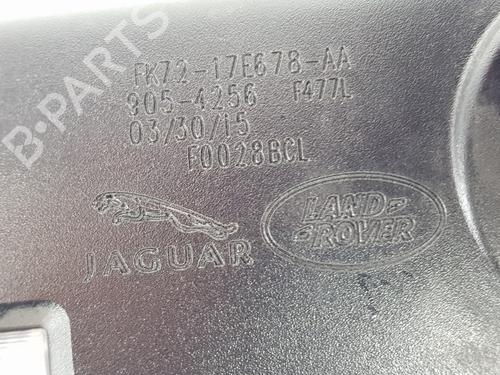 FK72-17E678-AA
905-4256 F477L
03/30/15
F0028BCL
JAGUAR
LAND-
-ROVER
B-PARTS